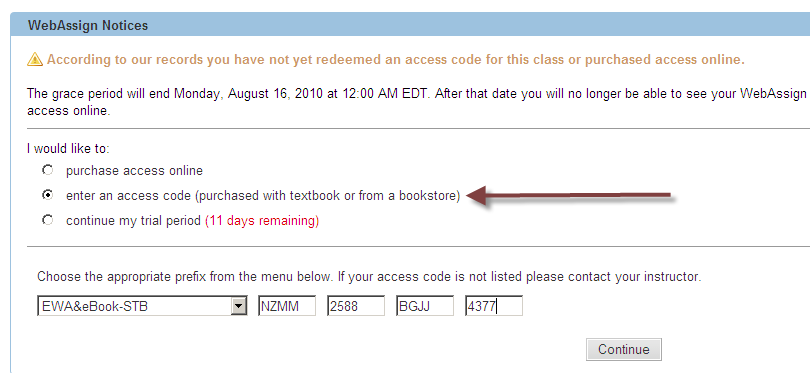 WebAssign Notices
According to our records you have not yet redeemed an access code for this class or purchased access online.
The grace period will end Monday, August 16, 2010 at 12:00 AM EDT. After that date you will no longer be able to see your WebAssign
access online.
I would like to:
purchase access online
enter an access code (purchased with textbook or from a bookstore)
continue my trial period (11 days remaining)
Choose the appropriate prefix from the menu below. If your access code is not listed please contact your instructor.
EWA&eBook-STB NZMM 2588 BGJJ 4377
Continue